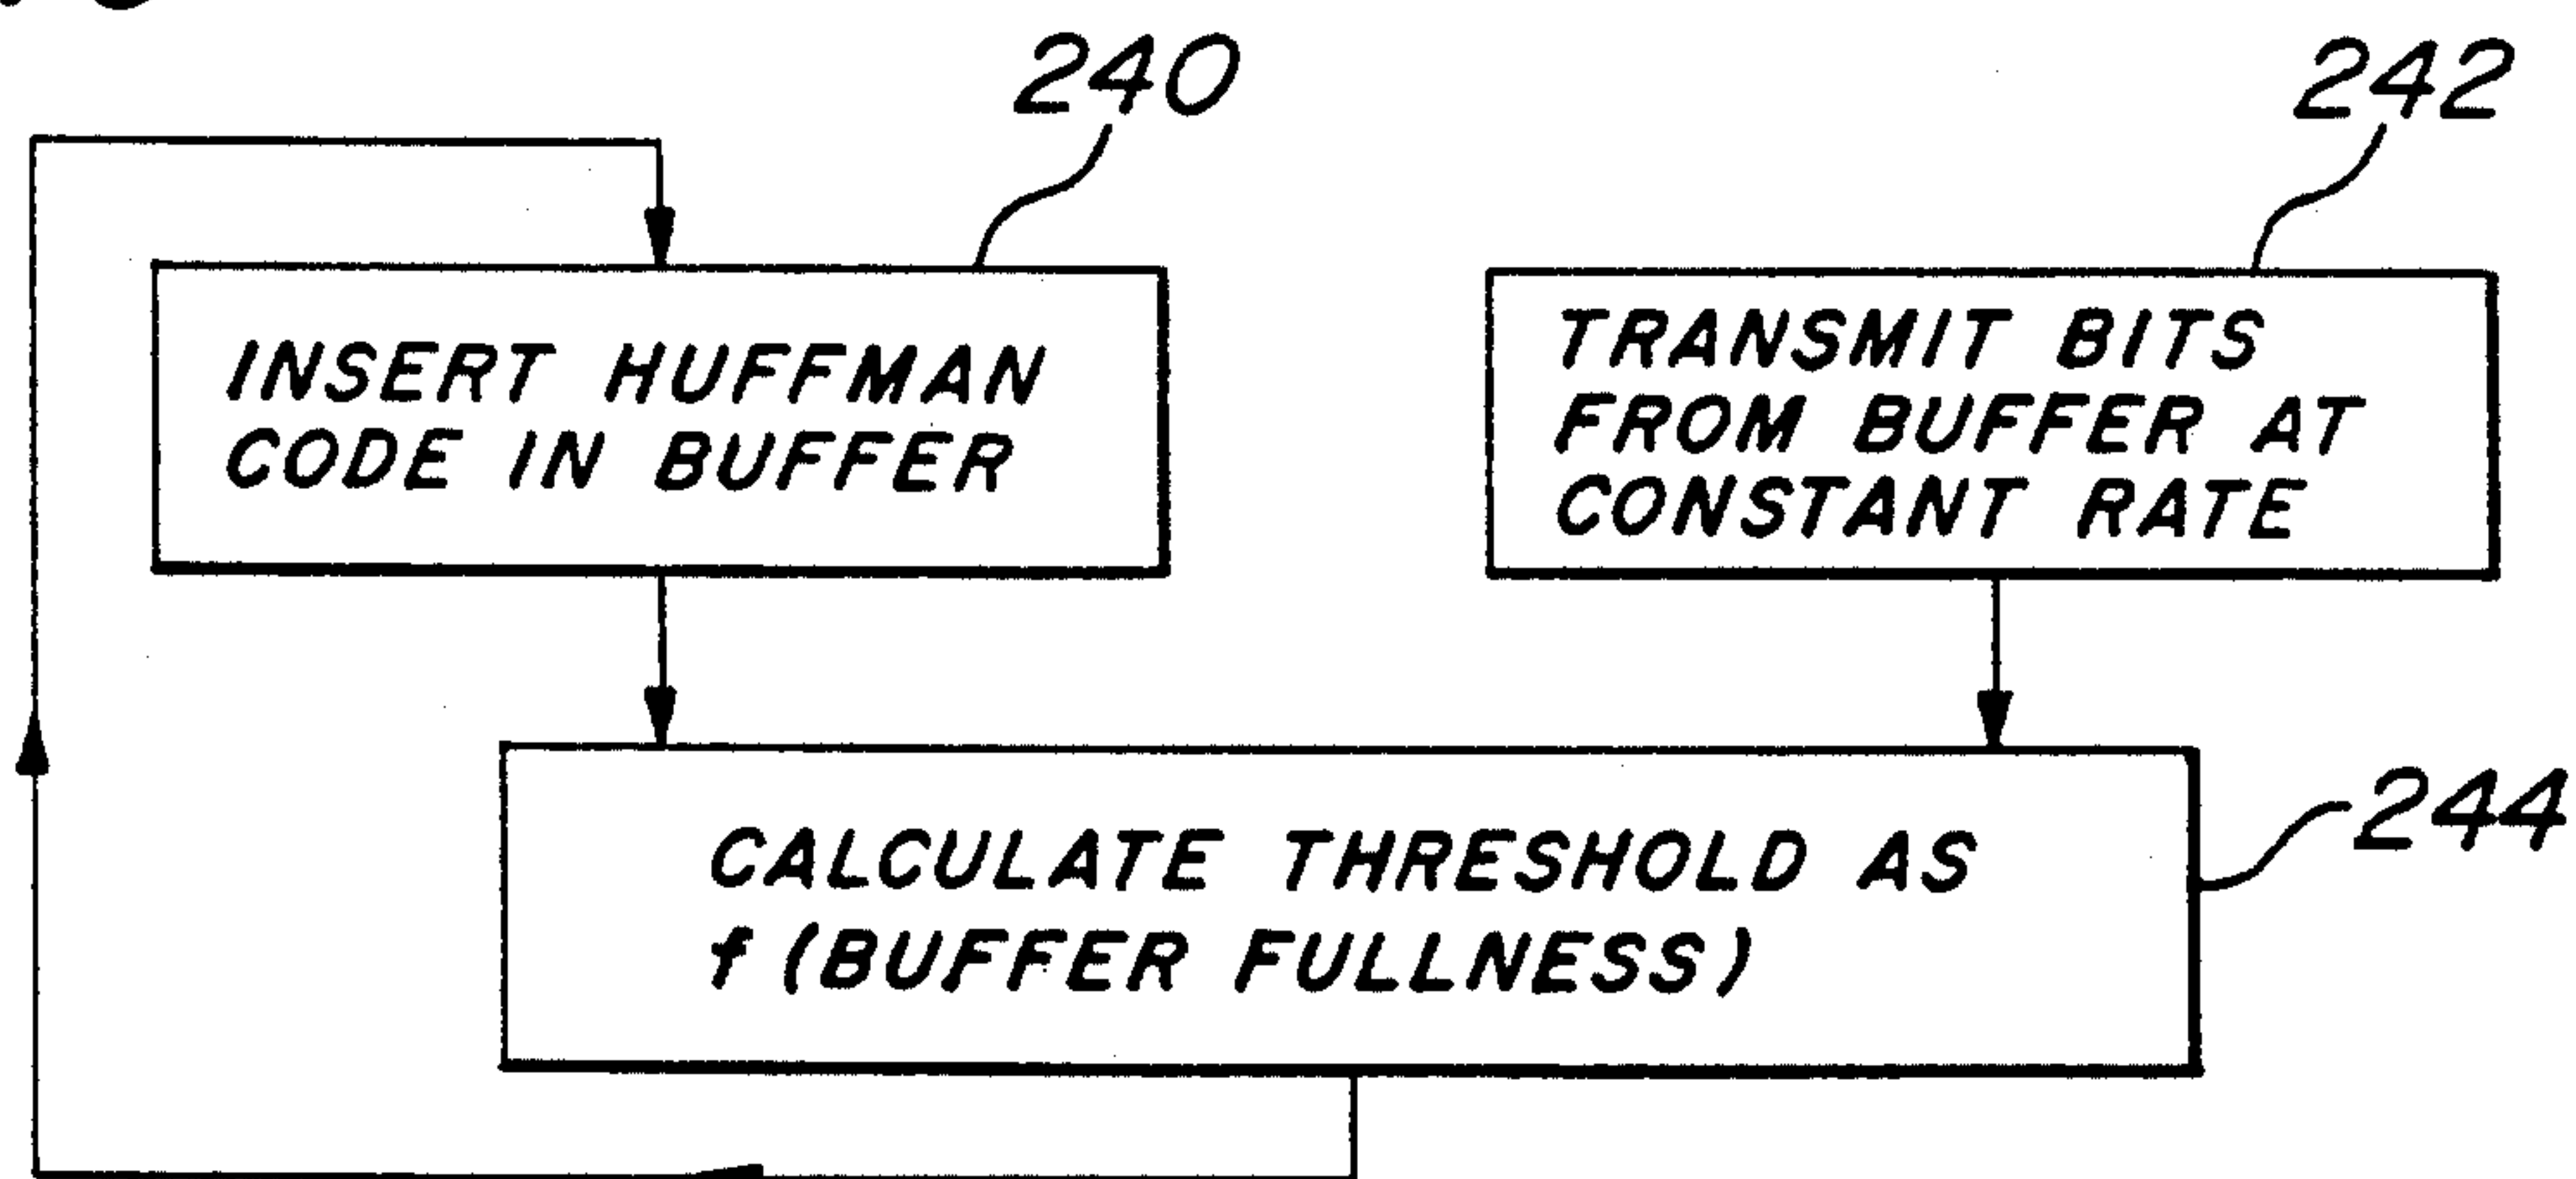 240
242
INSERT HUFFMAN
CODE IN BUFFER
TRANSMIT BITS
FROM BUFFER AT
CONSTANT RATE
CALCULATE THRESHOLD AS
f (BUFFER FULLNESS)
244